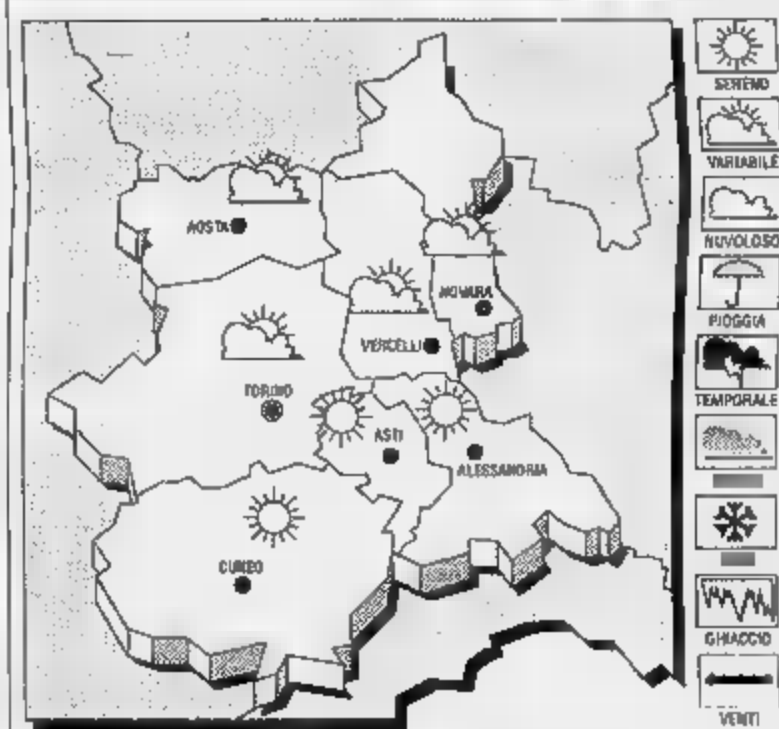 SERENO
VARIABILE
NUVOLOSO
PIOGGIA
TEMPORALE
GHIACCIO
VENTI
AOSTA
NOVARA
VERCELLI
TORINO
ASTI
ALESSANDRIA
CUNEO